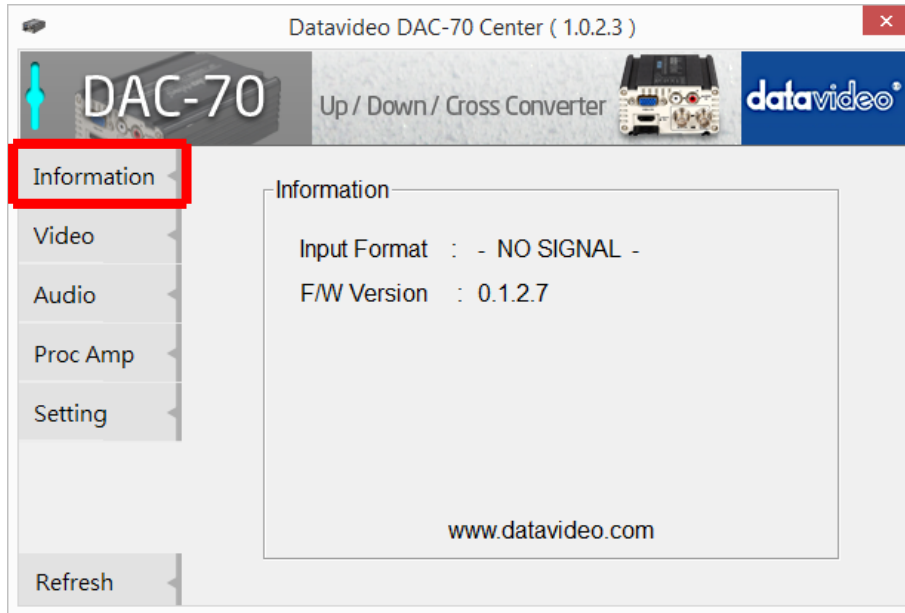 Datavideo DAC-70 Center ( 1.0.2.3 )
DAC-70
Up / Down / Cross Converter
datavideo®
Information
Video
Audio
Proc Amp
Setting
Refresh
Information
Input Format : - NO SIGNAL -
F/W Version : 0.1.2.7
www.datavideo.com